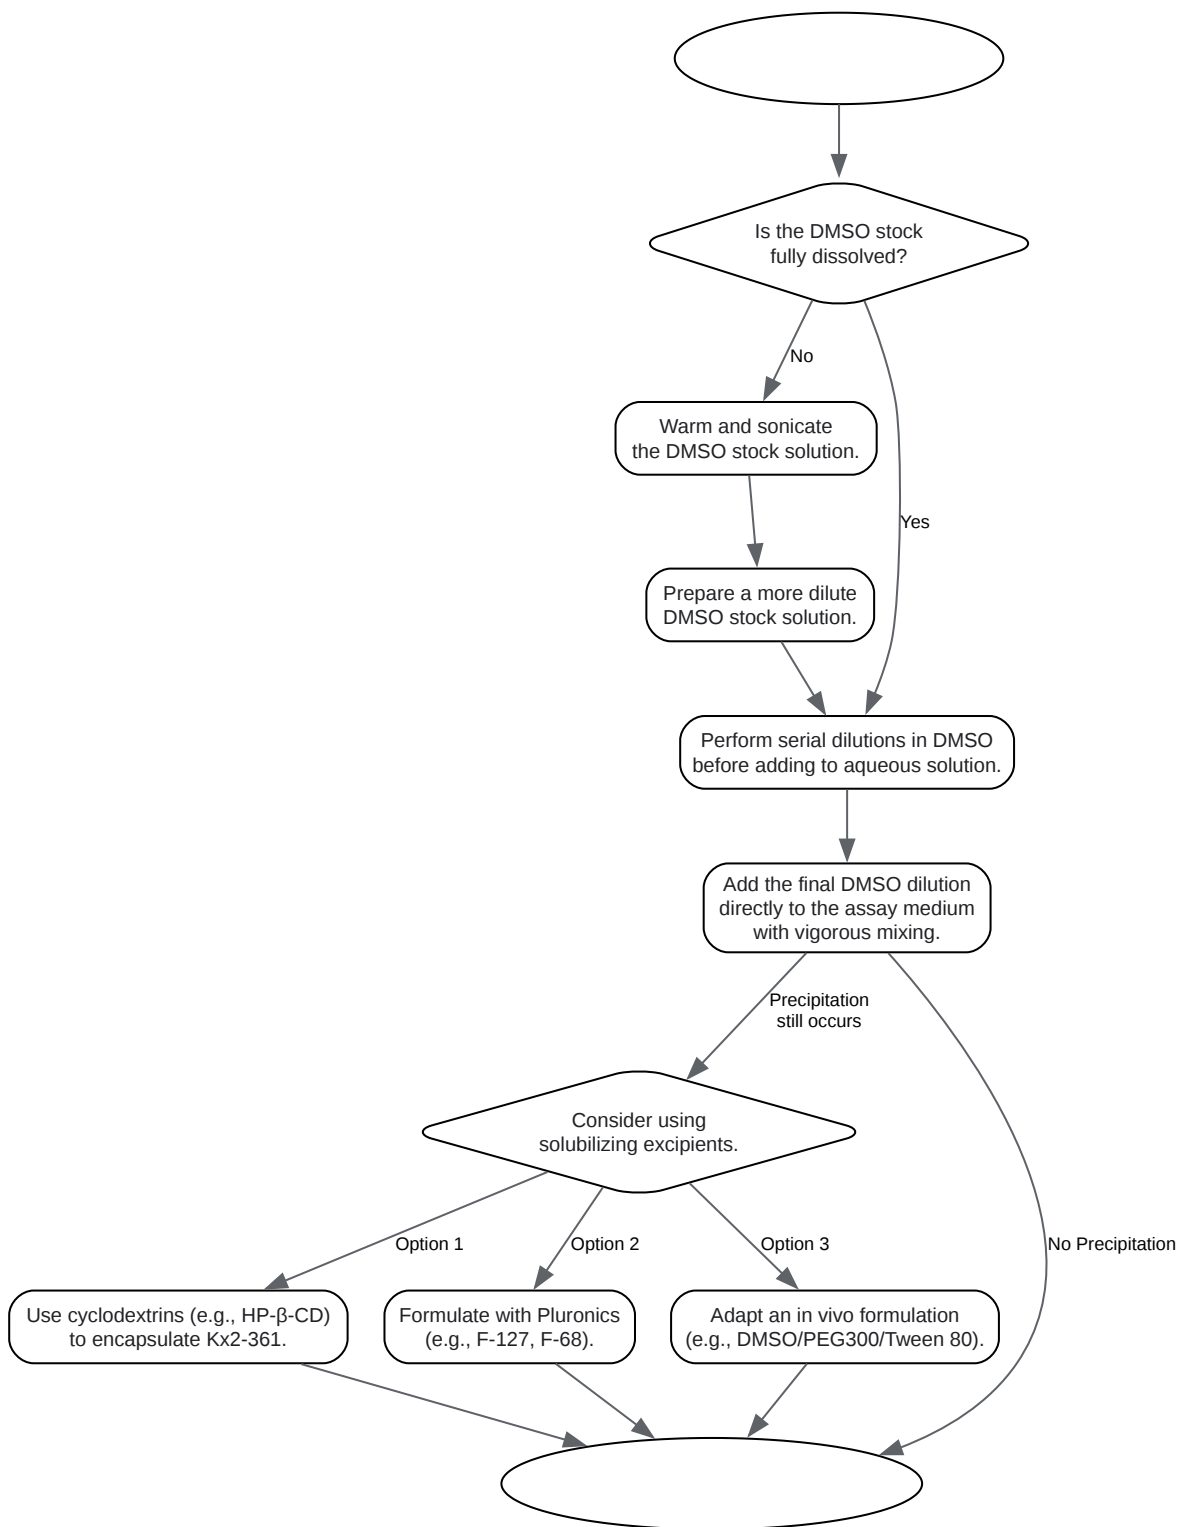 Is the DMSO stock
fully dissolved?
No
Warm and sonicate
the DMSO stock solution.
Yes
Prepare a more dilute
DMSO stock solution.
Perform serial dilutions in DMSO
before adding to aqueous solution.
Add the final DMSO dilution
directly to the assay medium
with vigorous mixing.
Precipitation
still occurs
Consider using
solubilizing excipients.
Option 1
Option 2
Option 3
No Precipitation
Use cyclodextrins (e.g., HP-β-CD)
to encapsulate Kx2-361.
Formulate with Pluronics
(e.g., F-127, F-68).
Adapt an in vivo formulation
(e.g., DMSO/PEG300/Tween 80).